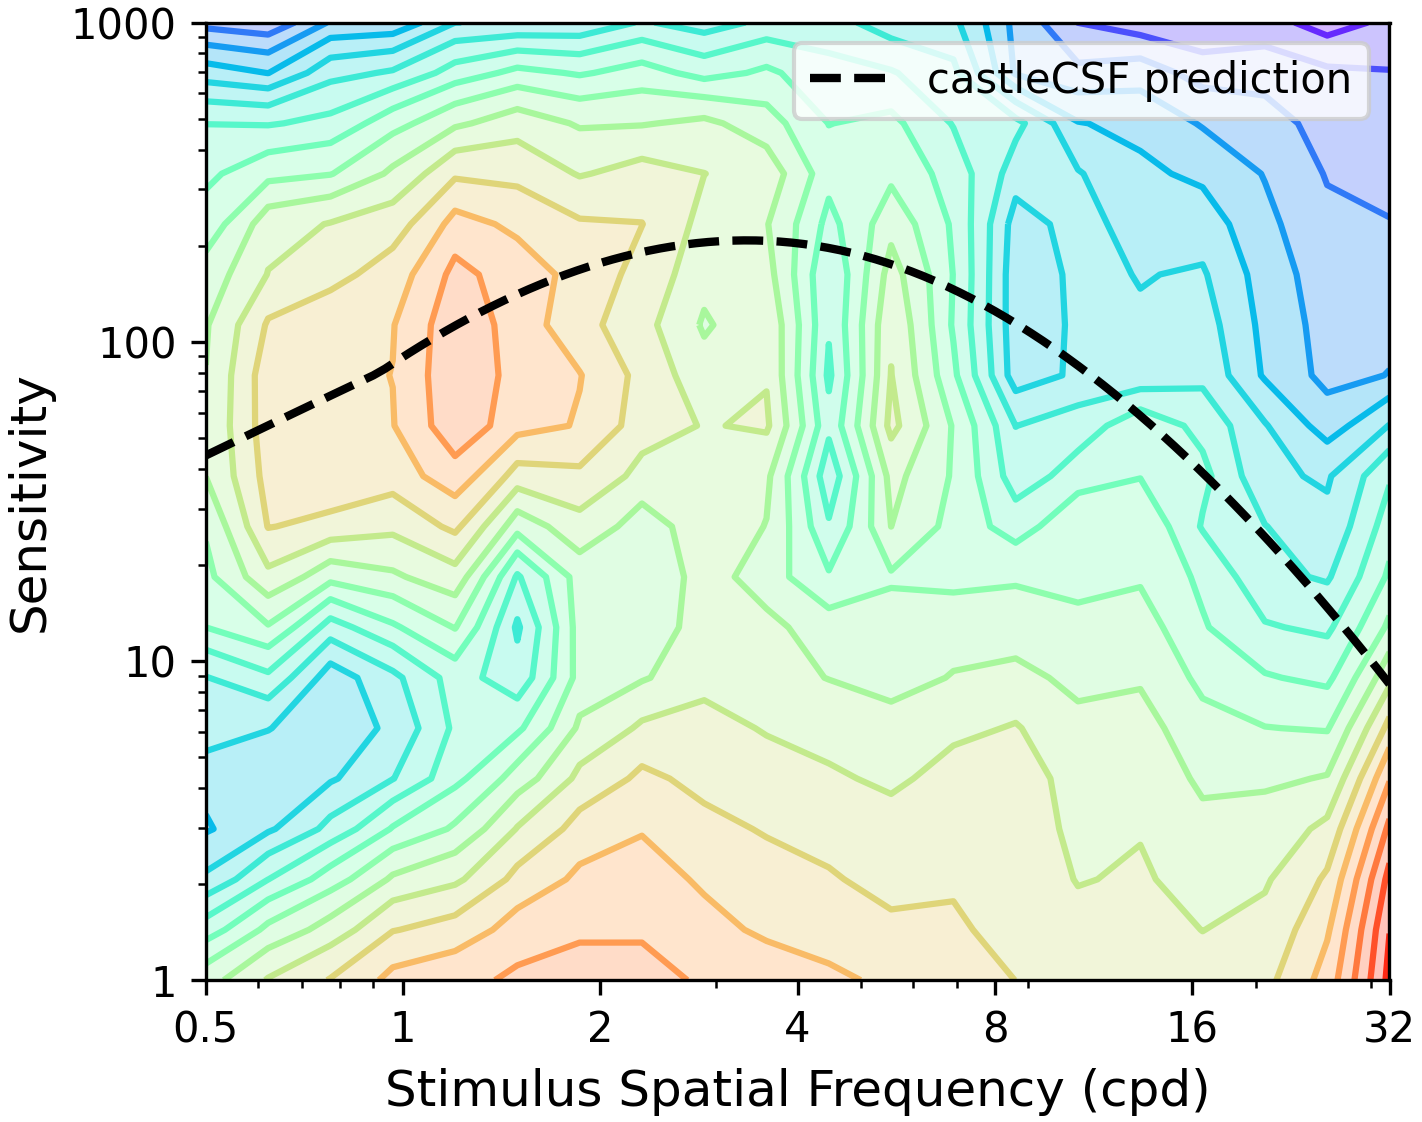 1000
castleCSF prediction
100
10
1
Sensitivity
0.5 1 2 4 8 16 32
Stimulus Spatial Frequency (cpd)